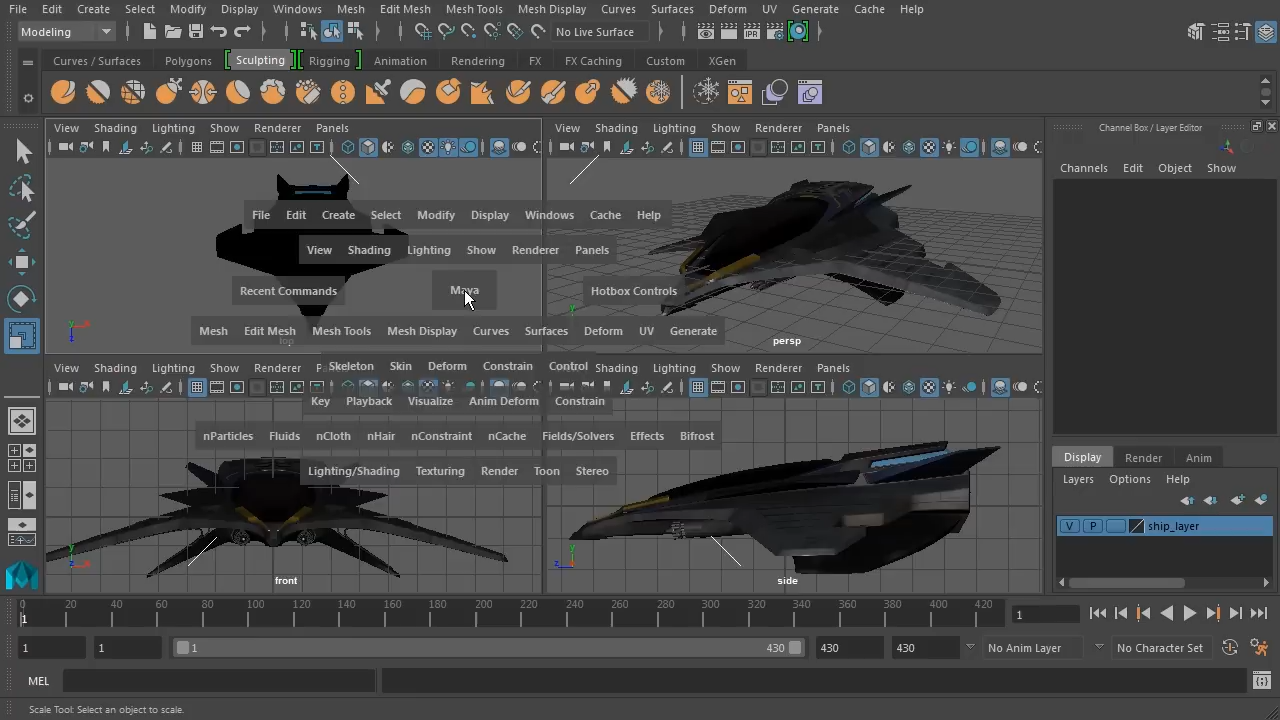 File Edit Create Select Modify Display Windows Mesh Edit Mesh Mesh Tools Mesh Display Curves Surfaces Deform UV Generate Cache Help
Modeling
No Live Surface
IPR
Curves / Surfaces Polygons Sculpting Rigging Animation Rendering FX FX Caching Custom XGen
View Shading Lighting Show Renderer Panels
View Shading Lighting Show Renderer Panels
Channel Box / Layer Editor
Channels Edit Object Show
File Edit Create Select Modify Display Windows Cache Help
View Shading Lighting Show Renderer Panels
Recent Commands Maya Hotbox Controls
Mesh Edit Mesh Mesh Tools Mesh Display Curves Surfaces Deform UV Generate
top
persp
Skeleton Skin Deform Constrain Control
View Shading Lighting Show Renderer
Shading Lighting Show Renderer Panels
Key Playback Visualize Anim Deform Constrain
nParticles Fluids nCloth nHair nConstraint nCache Fields/Solvers Effects Bifrost
Lighting/Shading Texturing Render Toon Stereo
front
side
Display Render Anim
Layers Options Help
V P ship_layer
0 20 40 60 80 100 120 140 160 180 200 220 240 260 280 300 320 340 360 380 400 420
1
1
1 1 1 430 430 430 No Anim Layer No Character Set
MEL
Scale Tool: Select an object to scale.